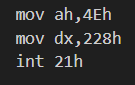 mov ah,4Eh
mov dx,228h
int 21h